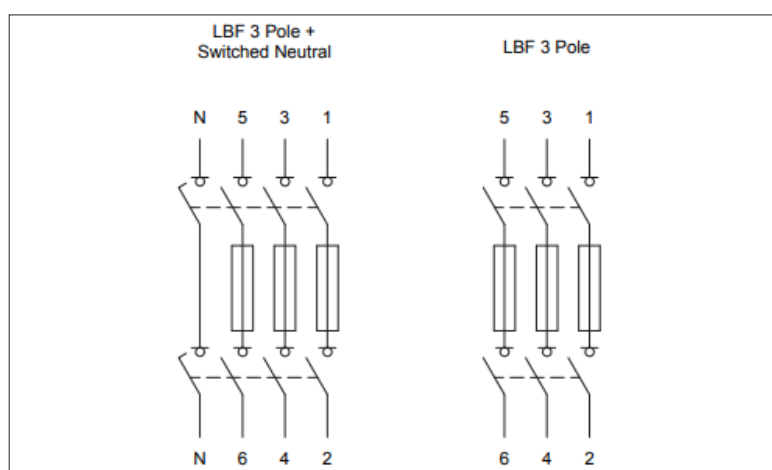 LBF 3 Pole +
Switched Neutral
LBF 3 Pole
N 5 3 1
5 3 1
N 6 4 2
6 4 2